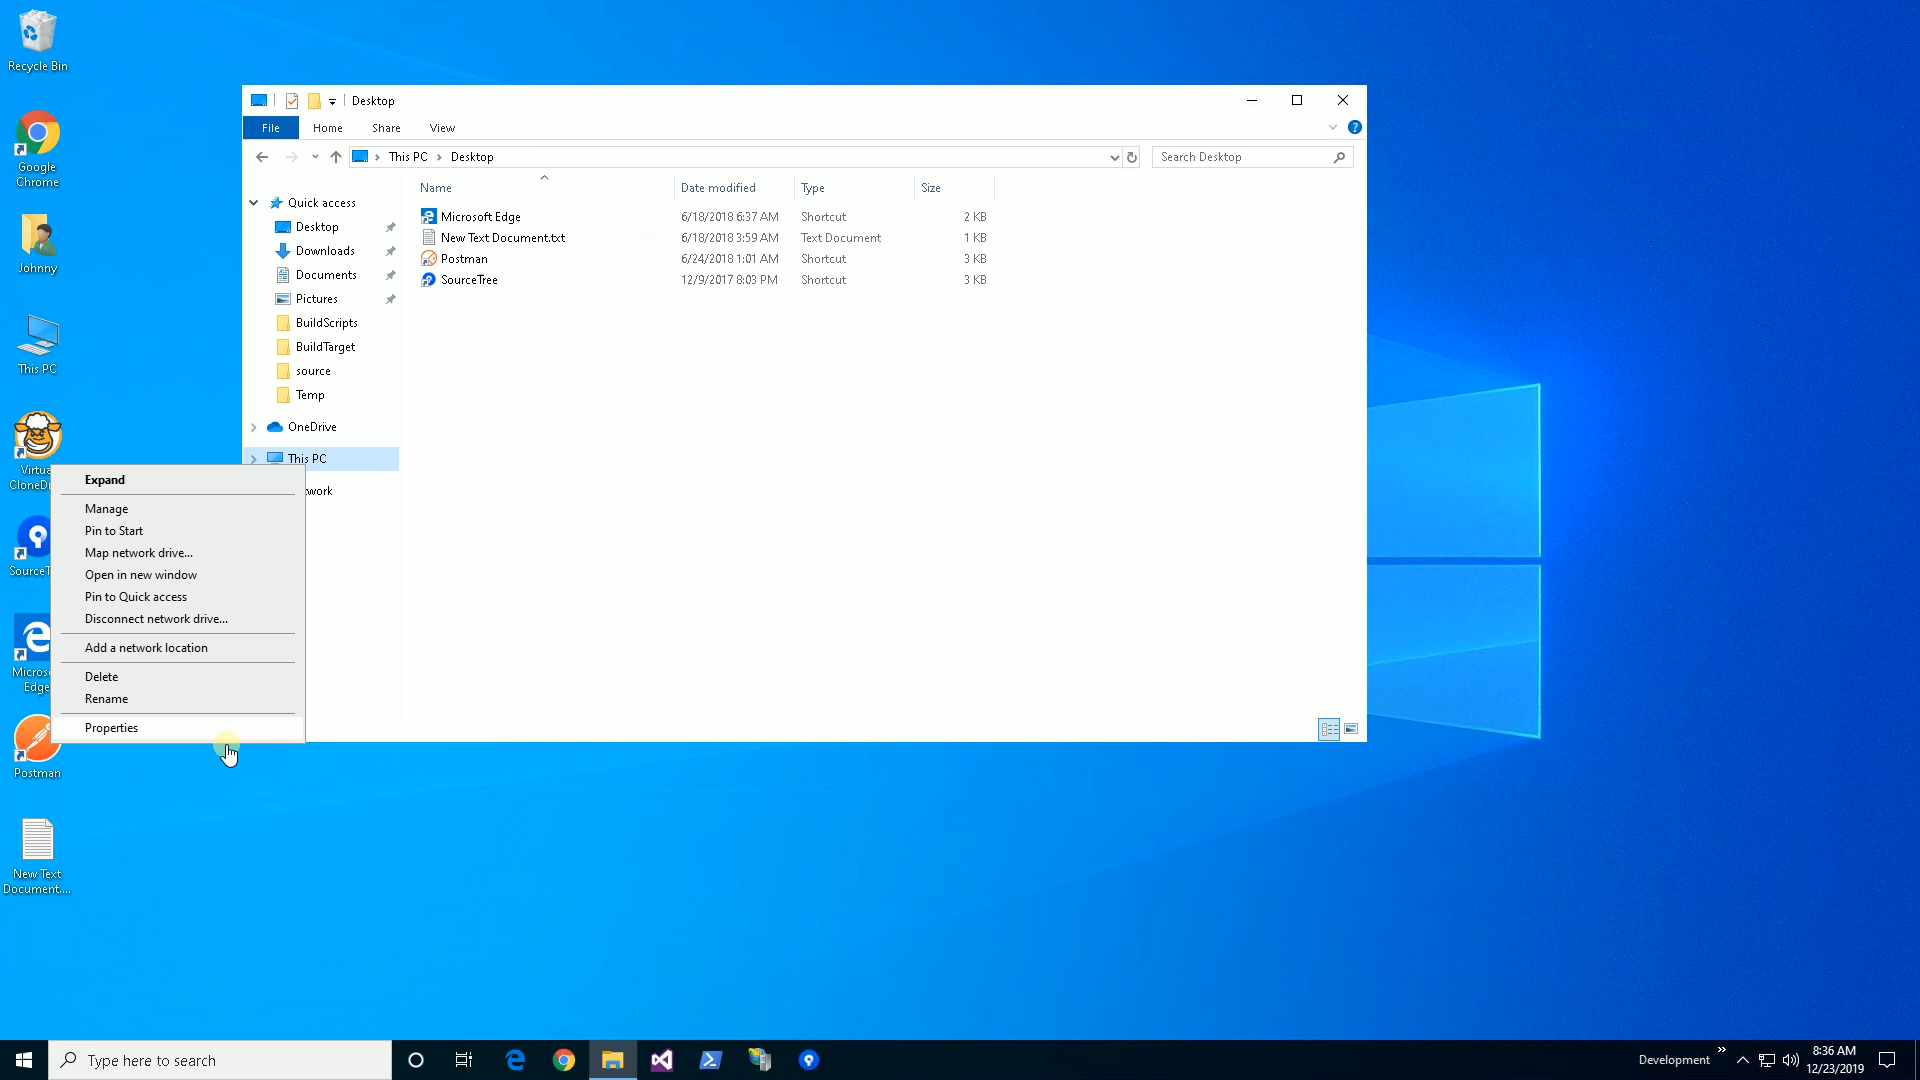 Recycle Bin
Google
Chrome
Johnny
This PC
Virtua
CloneDr
SourceT
Micros
Edge
Postman
New Text
Document....
Desktop
File
Home
Share
View
This PC
Desktop
Search Desktop
Name
Date modified
Type
Size
Quick access
Desktop
Downloads
Documents
Pictures
BuildScripts
BuildTarget
source
Temp
OneDrive
This PC
twork
Microsoft Edge 6/18/2018 6:37 AM Shortcut 2 KB
New Text Document.txt 6/18/2018 3:59 AM Text Document 1 KB
Postman 6/24/2018 1:01 AM Shortcut 3 KB
SourceTree 12/9/2017 8:03 PM Shortcut 3 KB
Expand
Manage
Pin to Start
Map network drive...
Open in new window
Pin to Quick access
Disconnect network drive...
Add a network location
Delete
Rename
Properties
Type here to search
Development
8:36 AM
12/23/2019